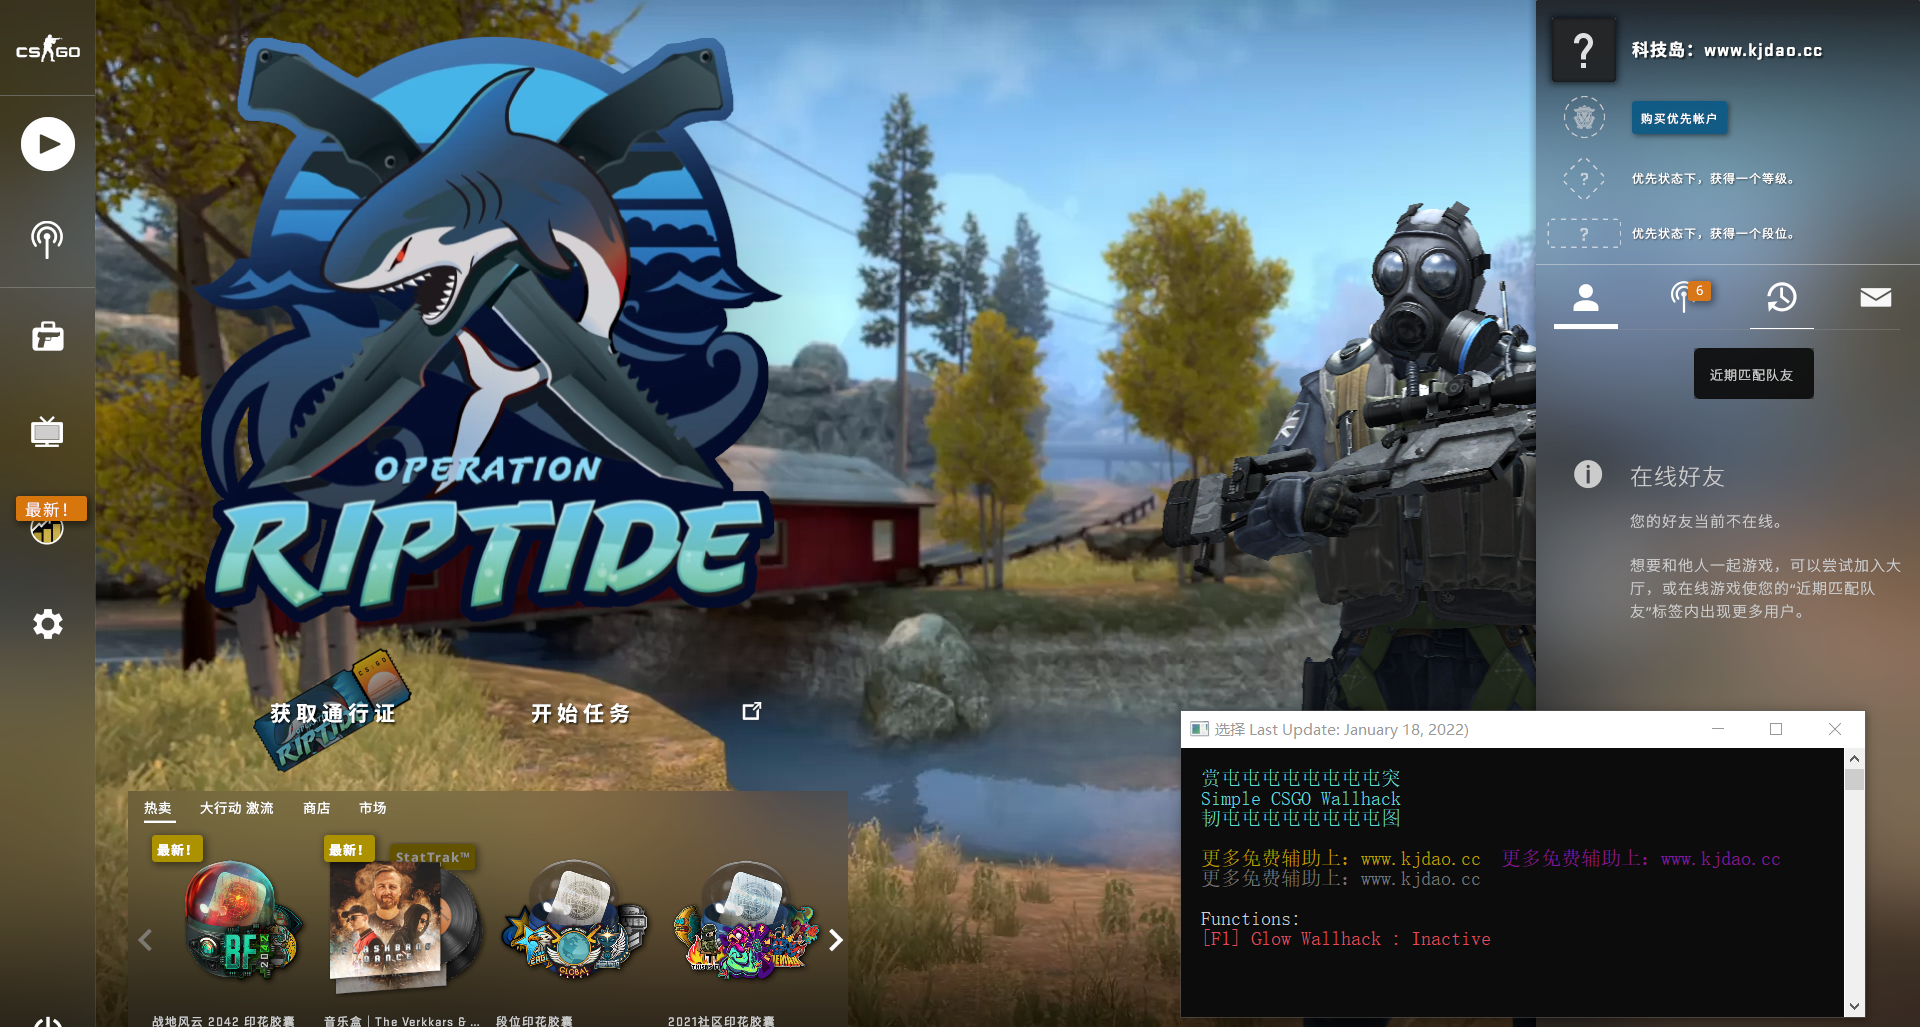 CS GO
科技岛：www.kjdao.cc
购买优先帐户
?
优先状态下，获得一个等级。
?
优先状态下，获得一个段位。
6
近期匹配队友
在线好友
您的好友当前不在线。
想要和他人一起游戏，可以尝试加入大
厅，或在线游戏使您的“近期匹配队
友”标签内出现更多用户。
最新！
OPERATION
RIPTIDE
CS:GO
RIPTIDE
获取通行证
开始任务
热卖 大行动 激流 商店 市场
最新！
最新！
StatTrak™
BF 2042
GLOBAL
战地风云 2042 印花胶囊
音乐盒 | The Verkkars & ...
段位印花胶囊
2021社区印花胶囊
选择 Last Update: January 18, 2022)
赏屯屯屯屯屯屯屯屯突
Simple CSGO Wallhack
韧屯屯屯屯屯屯屯屯图
更多免费辅助上：www.kjdao.cc 更多免费辅助上：www.kjdao.cc
更多免费辅助上：www.kjdao.cc
Functions:
[F1] Glow Wallhack : Inactive